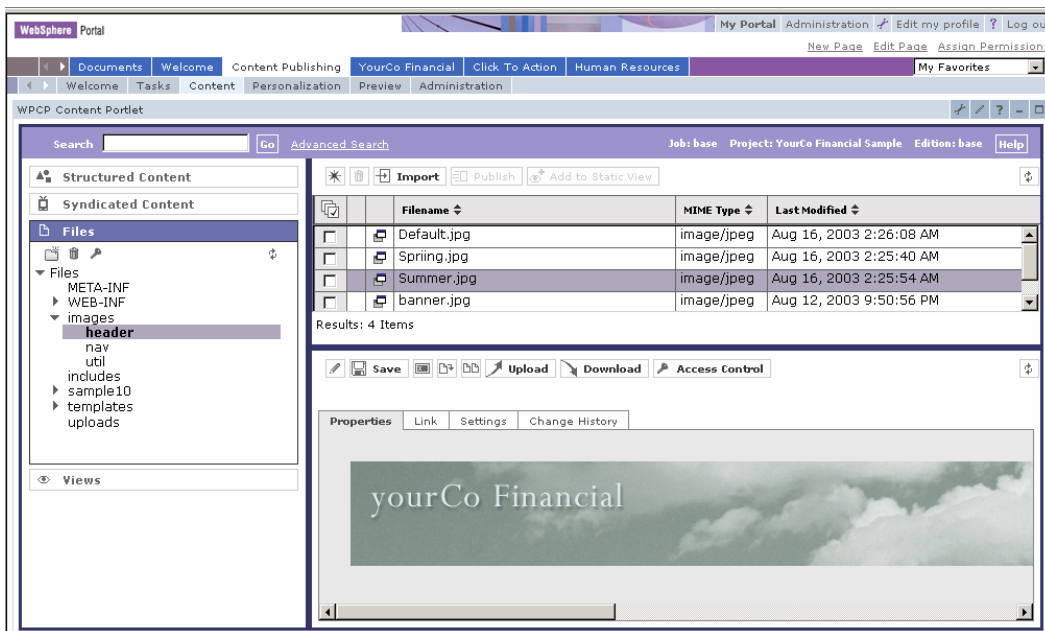 WebSphere Portal
My Portal Administration Edit my profile ? Log ou
New Page Edit Page Assign Permission
Documents Welcome Content Publishing YourCo Financial Click To Action Human Resources My Favorites
Welcome Tasks Content Personalization Preview Administration
WPCP Content Portlet ?
Search Go Advanced Search Job: base Project: YourCo Financial Sample Edition: base Help
Structured Content
Syndicated Content
Files
Files
META-INF
WEB-INF
images
header
nav
util
includes
sample10
templates
uploads
Views
Import Publish Add to Static View
Filename MIME Type Last Modified
Default.jpg image/jpeg Aug 16, 2003 2:26:08 AM
Spriing.jpg image/jpeg Aug 16, 2003 2:25:40 AM
Summer.jpg image/jpeg Aug 16, 2003 2:25:54 AM
banner.jpg image/jpeg Aug 12, 2003 9:50:56 PM
Results: 4 Items
Save Upload Download Access Control
Properties Link Settings Change History
yourCo Financial